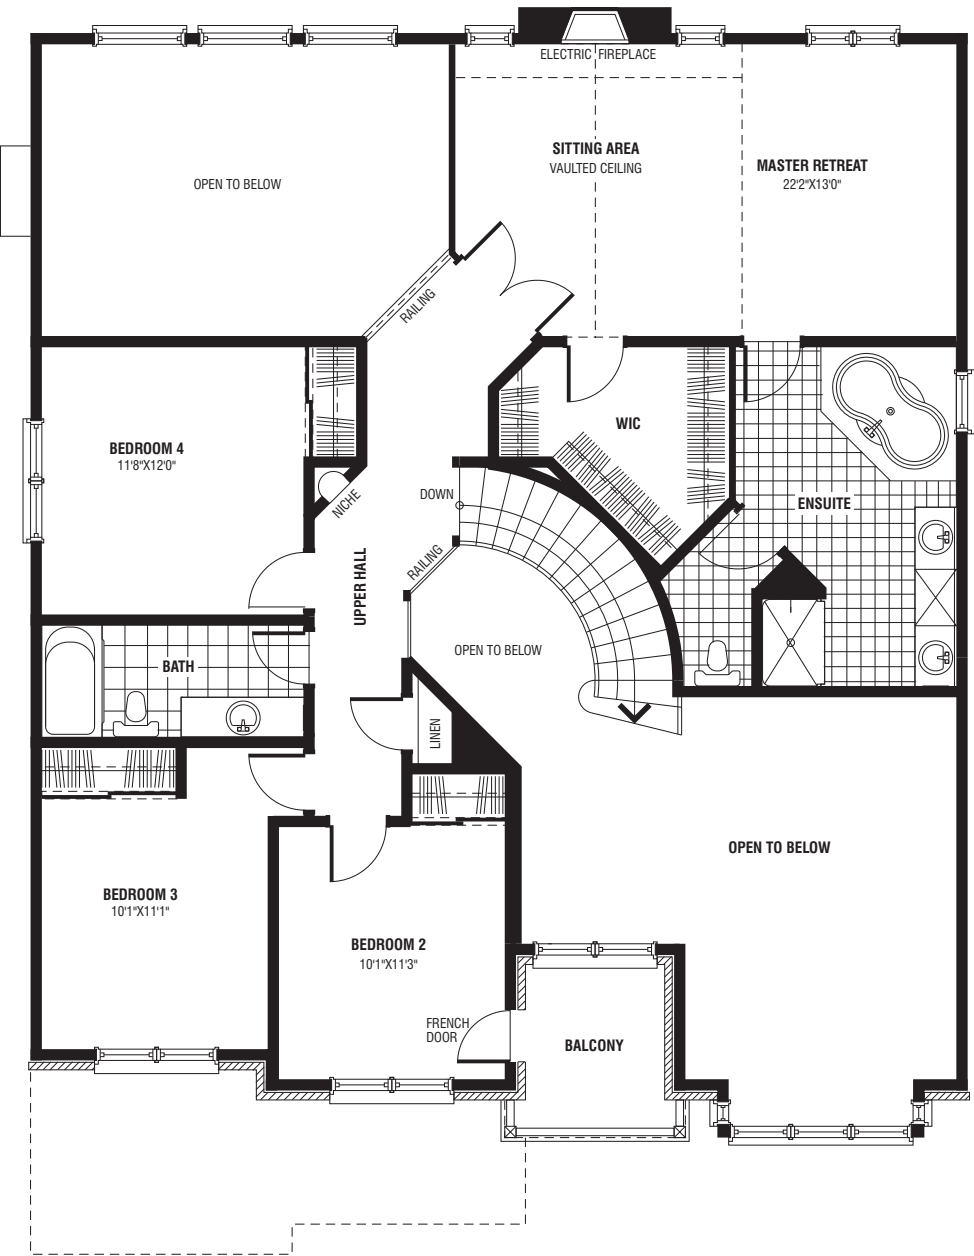 ELECTRIC FIREPLACE
SITTING AREA
VAULTED CEILING
MASTER RETREAT
22'2"X13'0"
OPEN TO BELOW
RAILING
BEDROOM 4
11'8"X12'0"
WIC
DOWN
NICHE
ENSUITE
UPPER HALL
RAILING
OPEN TO BELOW
BATH
LINEN
OPEN TO BELOW
BEDROOM 3
10'1"X11'1"
BEDROOM 2
10'1"X11'3"
FRENCH
DOOR
BALCONY